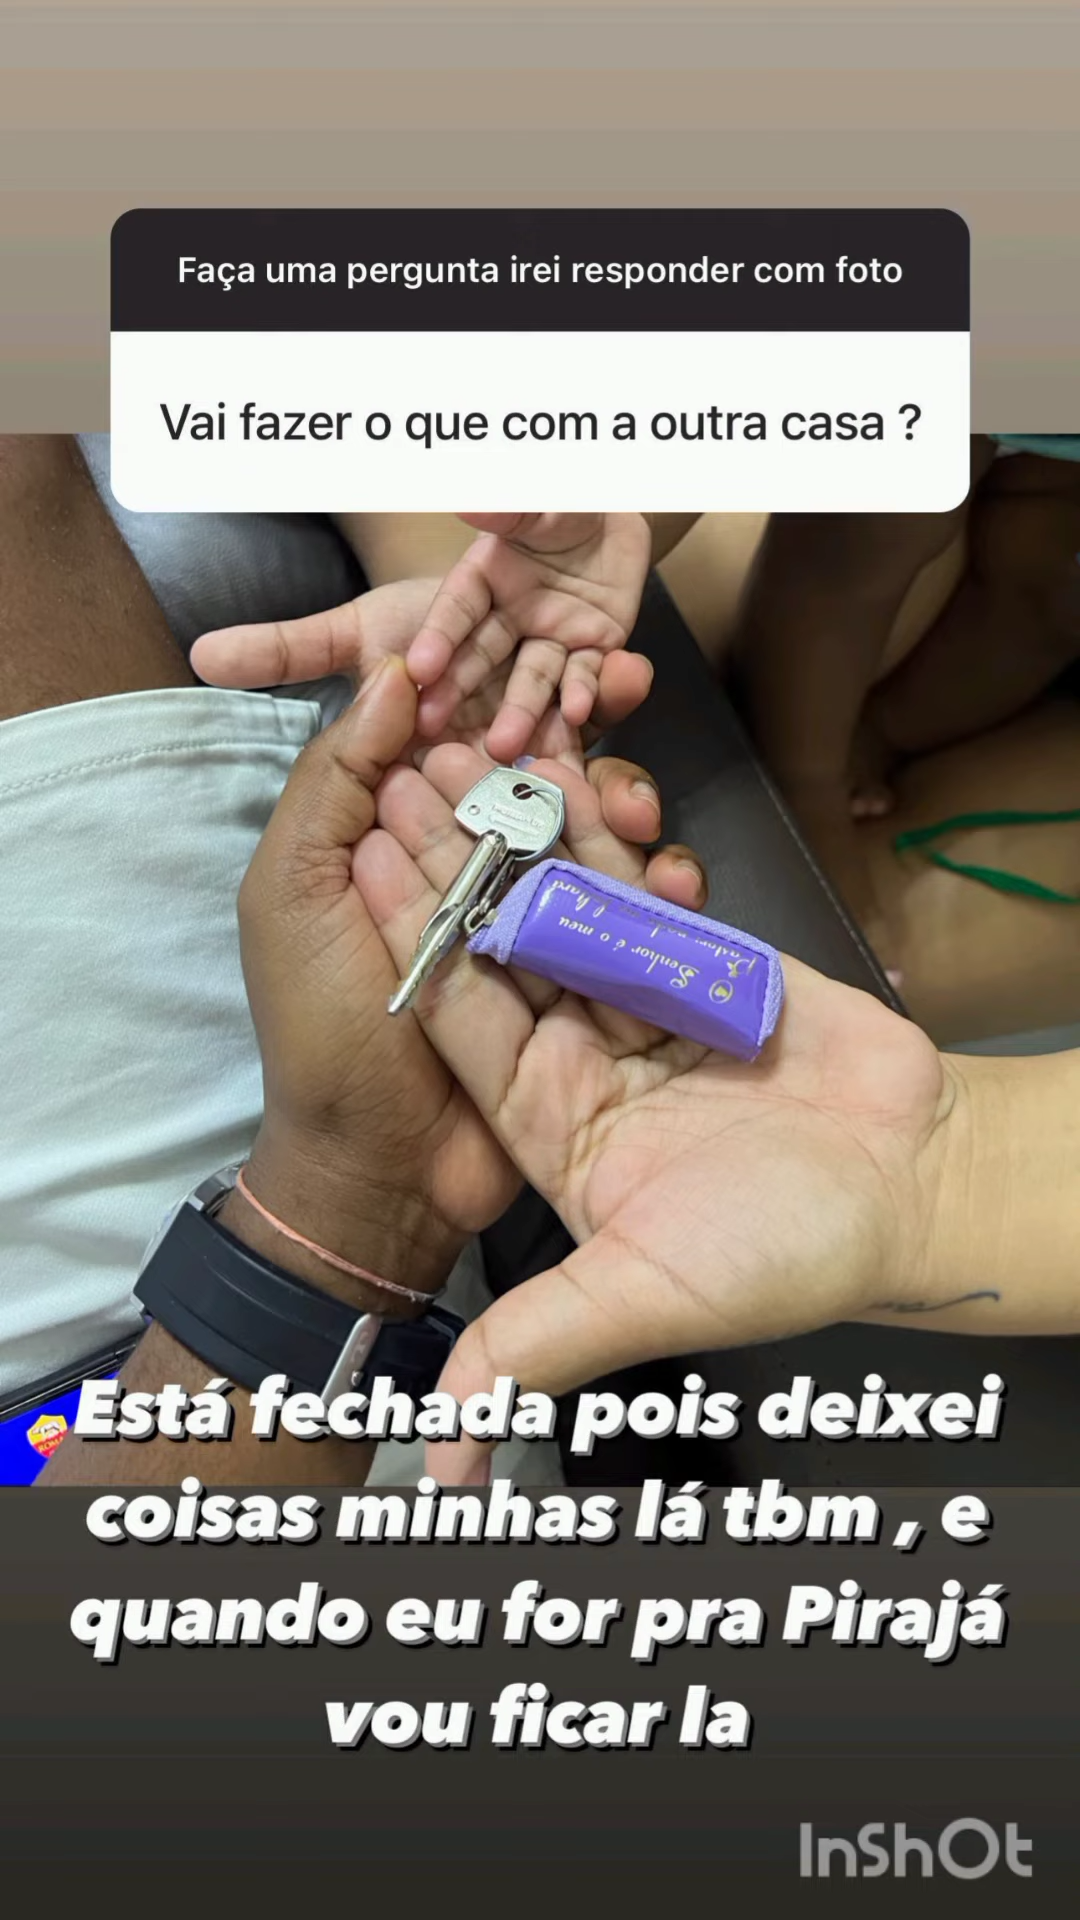 Faça uma pergunta irei responder com foto
Vai fazer o que com a outra casa ?
Senhor é o meu
ROMA
Está fechada pois deixei
coisas minhas lá tbm , e
quando eu for pra Pirajá
vou ficar la
InShOt